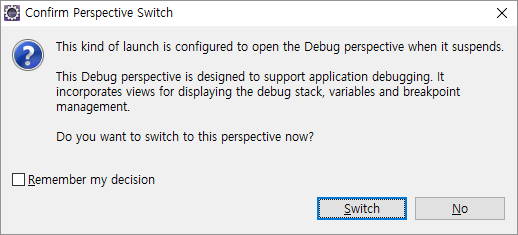 Confirm Perspective Switch
This kind of launch is configured to open the Debug perspective when it suspends.
This Debug perspective is designed to support application debugging. It
incorporates views for displaying the debug stack, variables and breakpoint
management.
Do you want to switch to this perspective now?
Remember my decision
Switch
No